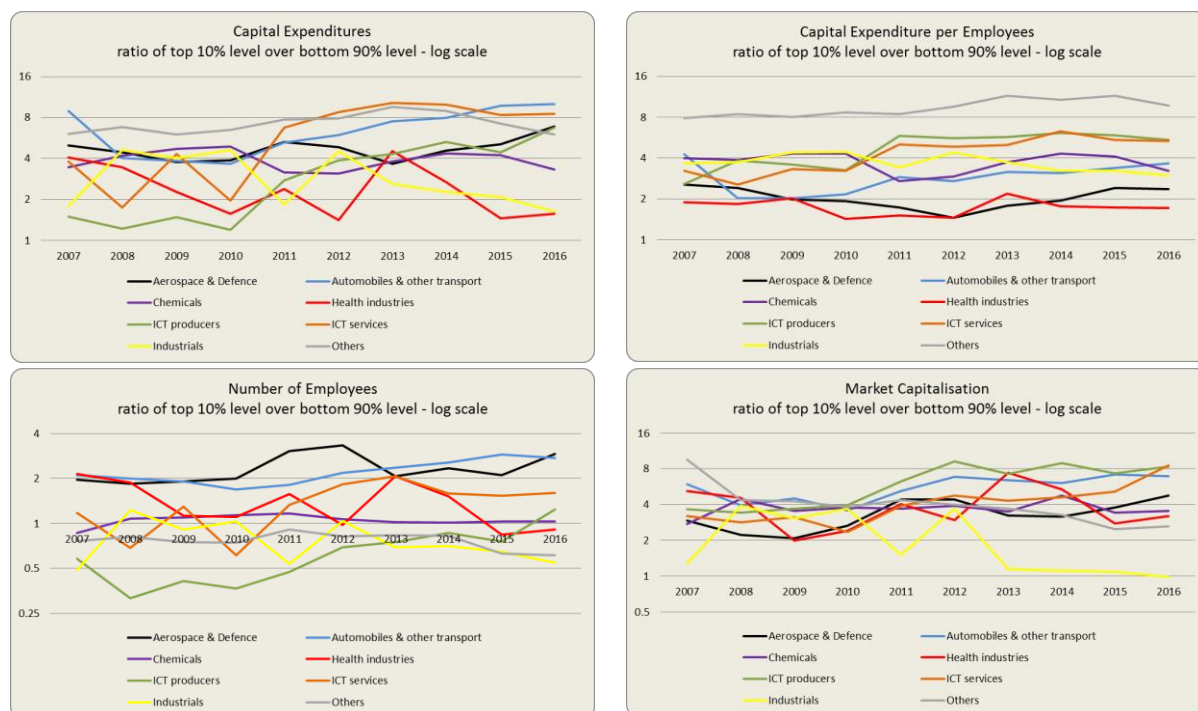 Capital Expenditures
ratio of top 10% level over bottom 90% level - log scale
16
8
4
2
1
2007 2008 2009 2010 2011 2012 2013 2014 2015 2016
Aerospace & Defence Automobiles & other transport
Chemicals Health industries
ICT producers ICT services
Industrials Others
Capital Expenditure per Employees
ratio of top 10% level over bottom 90% level - log scale
16
8
4
2
1
2007 2008 2009 2010 2011 2012 2013 2014 2015 2016
Aerospace & Defence Automobiles & other transport
Chemicals Health industries
ICT producers ICT services
Industrials Others
Number of Employees
ratio of top 10% level over bottom 90% level - log scale
4
2
1
2007 2008 2009 2010 2011 2012 2013 2014 2015 2016
0.5
0.25
Aerospace & Defence Automobiles & other transport
Chemicals Health industries
ICT producers ICT services
Industrials Others
Market Capitalisation
ratio of top 10% level over bottom 90% level - log scale
16
8
4
2
1
2007 2008 2009 2010 2011 2012 2013 2014 2015 2016
0.5
Aerospace & Defence Automobiles & other transport
Chemicals Health industries
ICT producers ICT services
Industrials Others